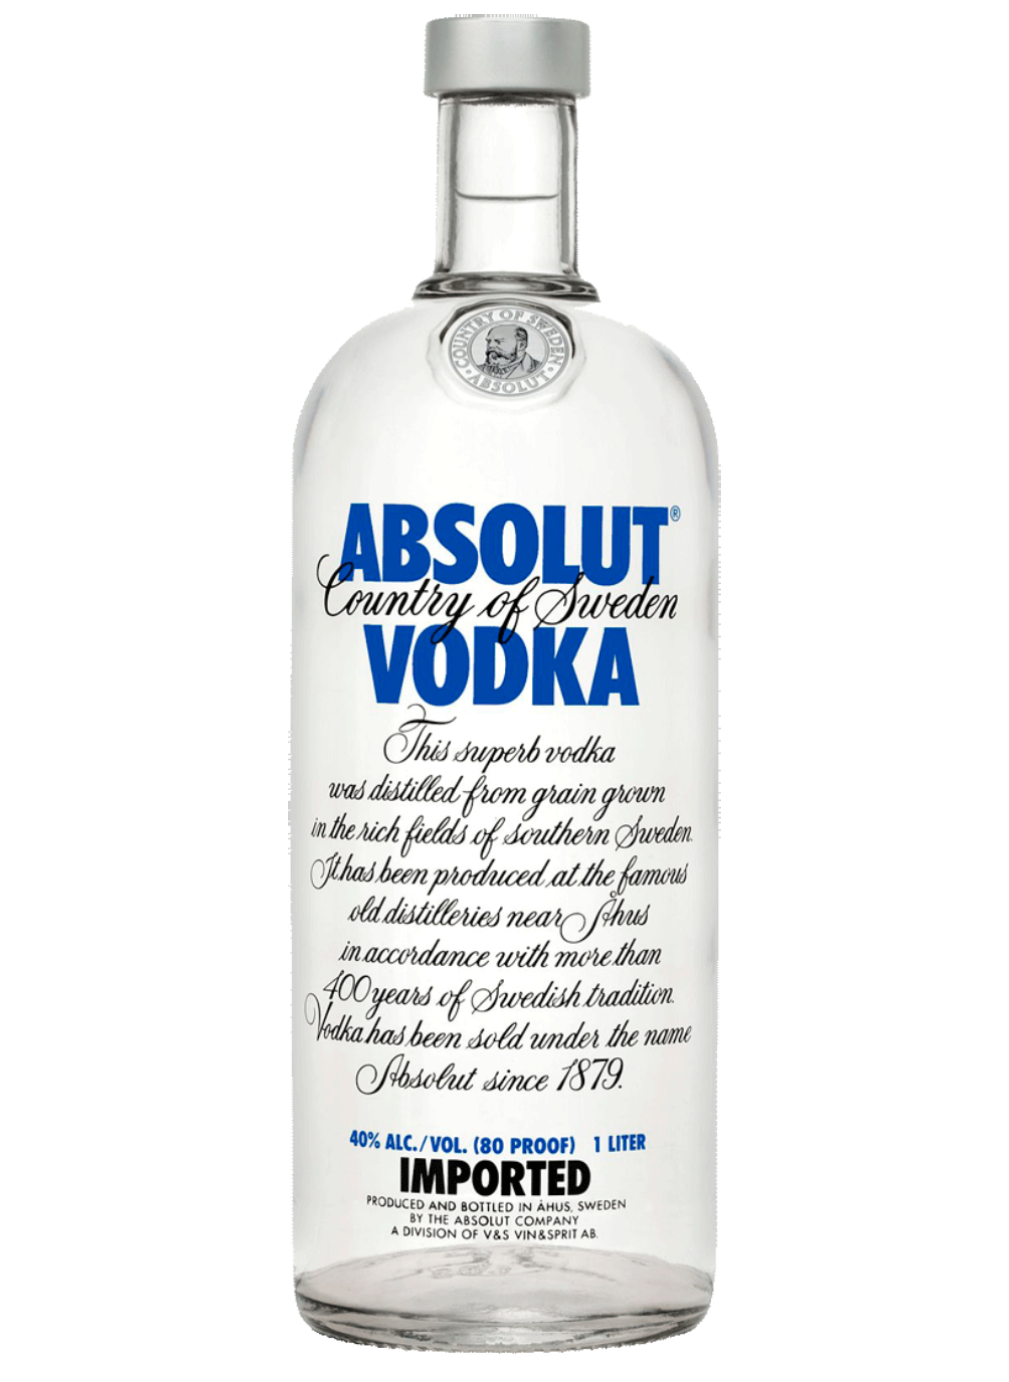 COUNTRY OF SWEDEN
ABSOLUT
ABSOLUT®
Country of Sweden
VODKA
This superb vodka
was distilled from grain grown
in the rich fields of southern Sweden.
It has been produced at the famous
old distilleries near Åhus
in accordance with more than
400 years of Swedish tradition.
Vodka has been sold under the name
Absolut since 1879.
40% ALC./VOL. (80 PROOF) 1 LITER
IMPORTED
PRODUCED AND BOTTLED IN ÅHUS, SWEDEN
BY THE ABSOLUT COMPANY
A DIVISION OF V&S VIN&SPRIT AB.